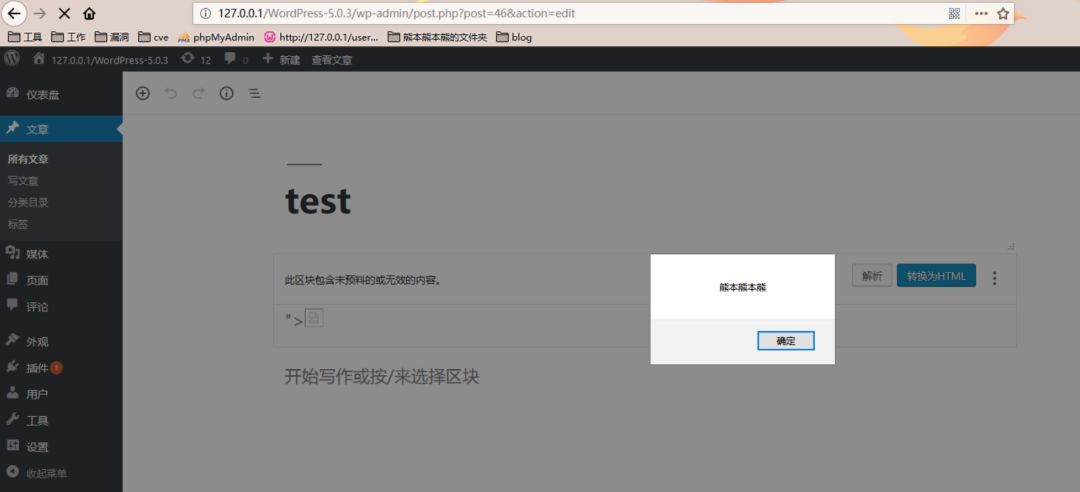 127.0.0.1/WordPress-5.0.3/wp-admin/post.php?post=46&action=edit
工具 工作 漏洞 cve phpMyAdmin http://127.0.0.1/user... 熊本熊本熊的文件夹 blog
127.0.0.1/WordPress-5.0.3 12 0 新建 查看文章
仪表盘
文章
所有文章
写文章
分类目录
标签
媒体
页面
评论
外观
插件 1
用户
工具
设置
收起菜单
test
此区块包含未预料的或无效的内容。
解析 转换为HTML
">
开始写作或按/来选择区块
熊本熊本熊
确定